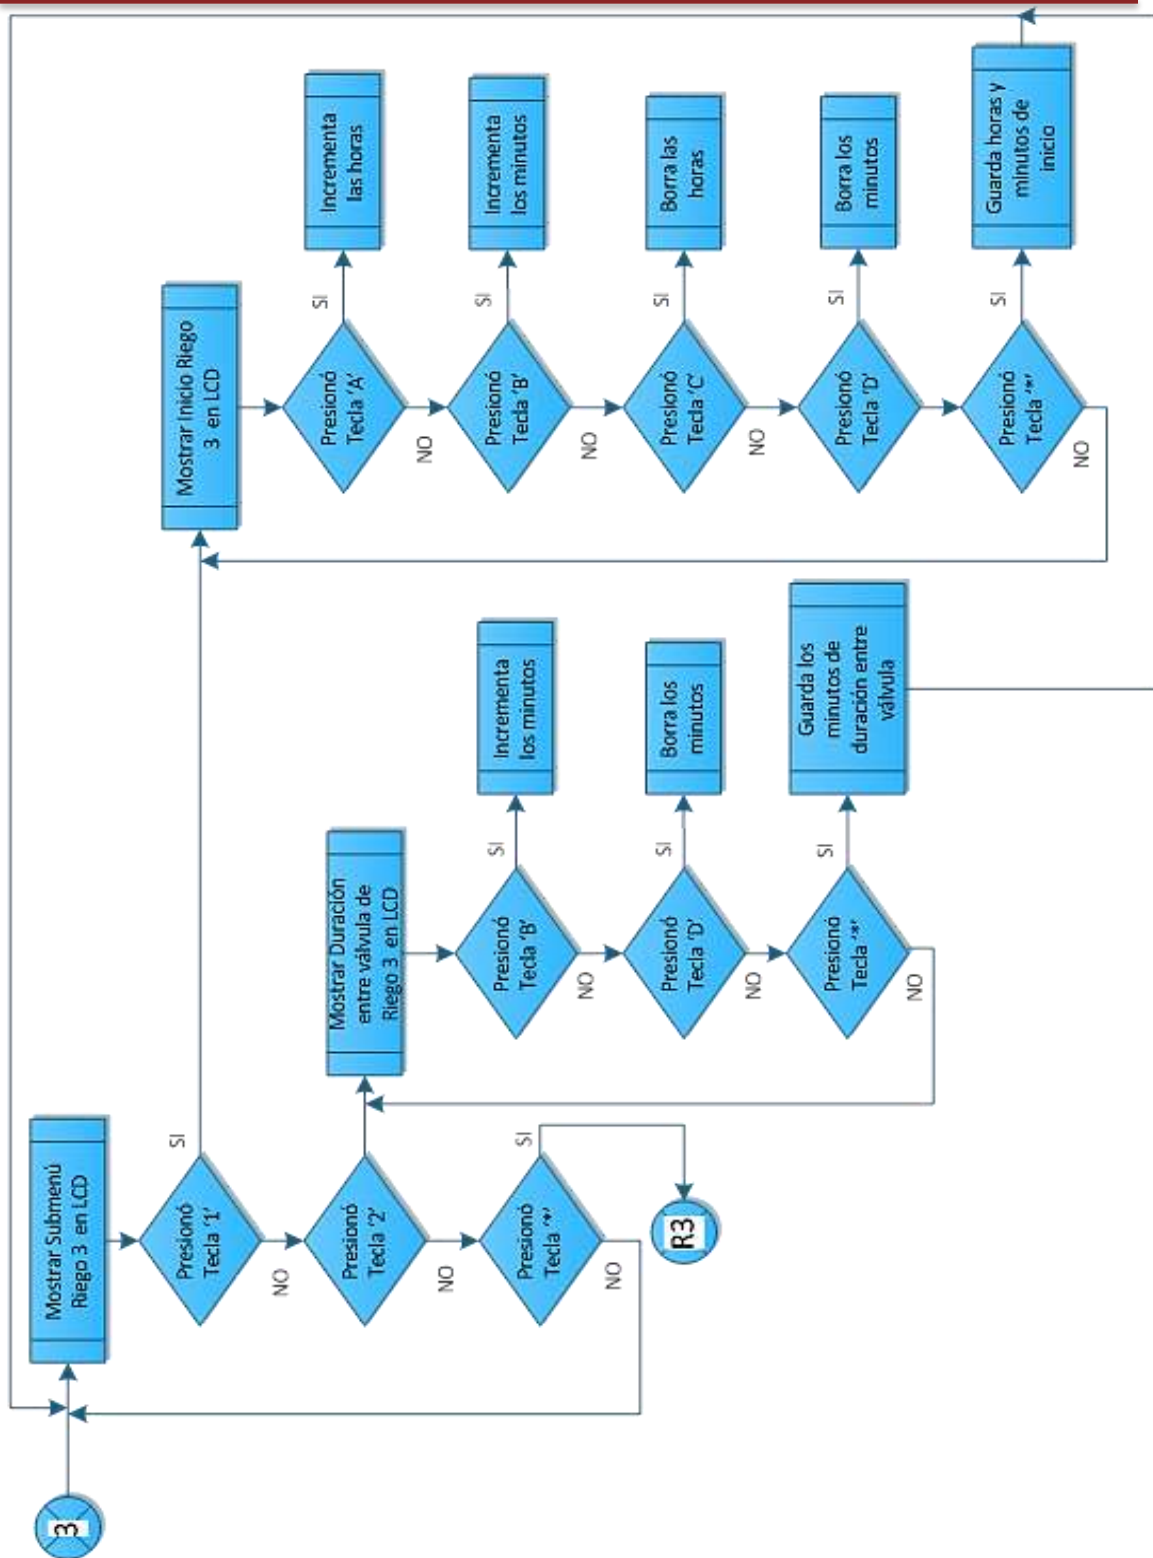 3
Mostrar Submenú
Riego 3 en LCD
Presionó
Tecla '1'
SI
NO
Presionó
Tecla '2'
NO
Presionó
Tecla '*'
SI
NO
R3
Mostrar Duración
entre válvula de
Riego 3 en LCD
Presionó
Tecla 'B'
SI
Incrementa
los minutos
NO
Presionó
Tecla 'D'
SI
Borra los
minutos
NO
Presionó
Tecla '*'
SI
Guarda los
minutos de
duración entre
válvula
NO
Mostrar Inicio Riego
3 en LCD
Presionó
Tecla 'A'
SI
Incrementa
las horas
NO
Presionó
Tecla 'B'
SI
Incrementa
los minutos
NO
Presionó
Tecla 'C'
SI
Borra las
horas
NO
Presionó
Tecla 'D'
SI
Borra los
minutos
Presionó
Tecla '*'
SI
Guarda horas y
minutos de
inicio
NO